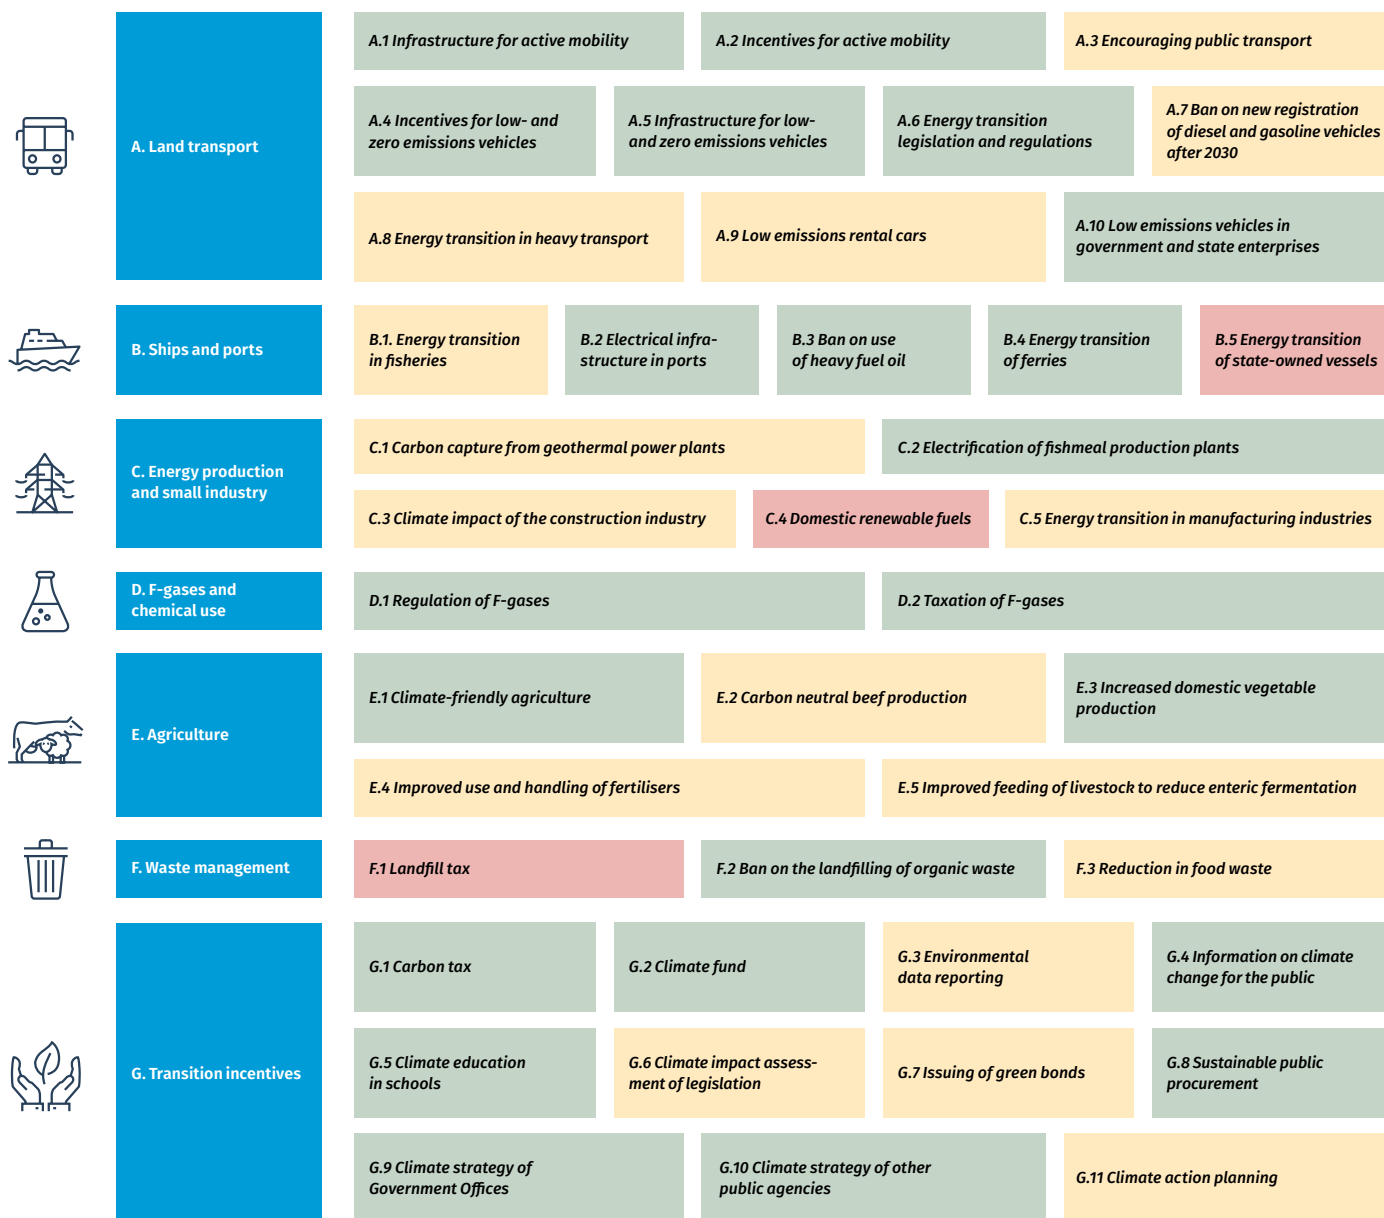 A. Land transport
A.1 Infrastructure for active mobility
A.2 Incentives for active mobility
A.3 Encouraging public transport
A.4 Incentives for low- and
zero emissions vehicles
A.5 Infrastructure for low-
and zero emissions vehicles
A.6 Energy transition
legislation and regulations
A.7 Ban on new registration
of diesel and gasoline vehicles
after 2030
A.8 Energy transition in heavy transport
A.9 Low emissions rental cars
A.10 Low emissions vehicles in
government and state enterprises
B. Ships and ports
B.1. Energy transition
in fisheries
B.2 Electrical infra-
structure in ports
B.3 Ban on use
of heavy fuel oil
B.4 Energy transition
of ferries
B.5 Energy transition
of state-owned vessels
C. Energy production
and small industry
C.1 Carbon capture from geothermal power plants
C.2 Electrification of fishmeal production plants
C.3 Climate impact of the construction industry
C.4 Domestic renewable fuels
C.5 Energy transition in manufacturing industries
D. F-gases and
chemical use
D.1 Regulation of F-gases
D.2 Taxation of F-gases
E. Agriculture
E.1 Climate-friendly agriculture
E.2 Carbon neutral beef production
E.3 Increased domestic vegetable
production
E.4 Improved use and handling of fertilisers
E.5 Improved feeding of livestock to reduce enteric fermentation
F. Waste management
F.1 Landfill tax
F.2 Ban on the landfilling of organic waste
F.3 Reduction in food waste
G. Transition incentives
G.1 Carbon tax
G.2 Climate fund
G.3 Environmental
data reporting
G.4 Information on climate
change for the public
G.5 Climate education
in schools
G.6 Climate impact assess-
ment of legislation
G.7 Issuing of green bonds
G.8 Sustainable public
procurement
G.9 Climate strategy of
Government Offices
G.10 Climate strategy of other
public agencies
G.11 Climate action planning